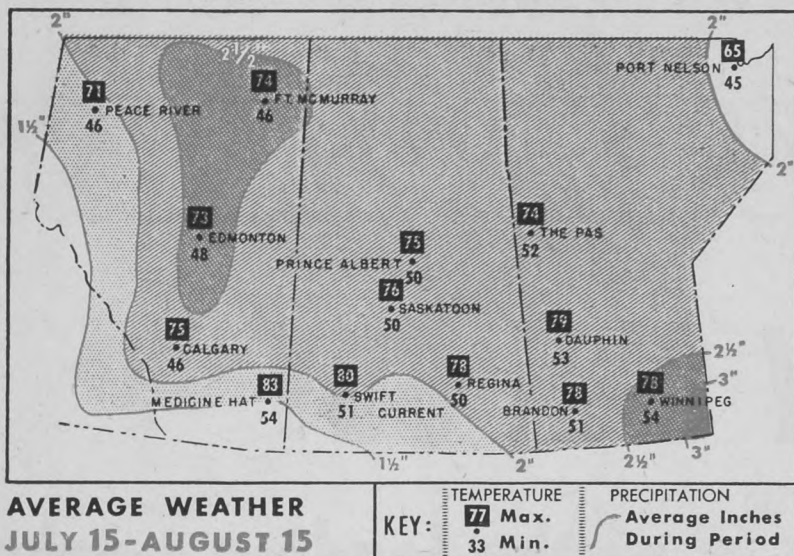 2"
2½"
2"
65
PORT NELSON
45
71
PEACE RIVER
46
74
FT. MCMURRAY
46
1½"
2"
73
EDMONTON
48
74
THE PAS
52
75
PRINCE ALBERT
50
76
SASKATOON
50
75
CALGARY
46
79
DAUPHIN
53
2½"
3"
83
MEDICINE HAT
54
80
SWIFT CURRENT
51
78
REGINA
50
78
BRANDON
51
78
WINNIPEG
54
1½"
2"
2½"
3"
AVERAGE WEATHER
JULY 15-AUGUST 15
KEY:
TEMPERATURE
77 Max.
33 Min.
PRECIPITATION
Average Inches
During Period